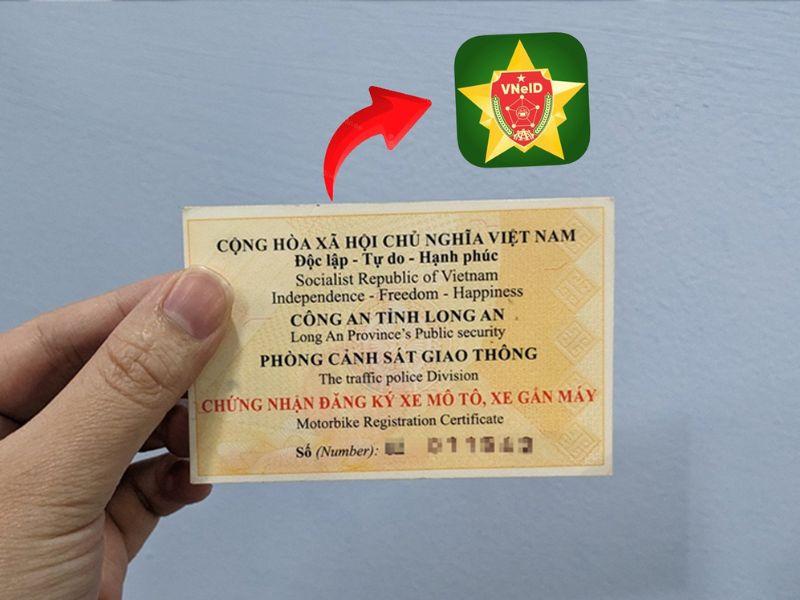 VNeID
CỘNG HÒA XÃ HỘI CHỦ NGHĨA VIỆT NAM
Độc lập - Tự do - Hạnh phúc
Socialist Republic of Vietnam
Independence - Freedom - Happiness
CÔNG AN TỈNH LONG AN
Long An Province's Public security
PHÒNG CẢNH SÁT GIAO THÔNG
The traffic police Division
CHỨNG NHẬN ĐĂNG KÝ XE MÔ TÔ, XE GẮN MÁY
Motorbike Registration Certificate
Số (Number):